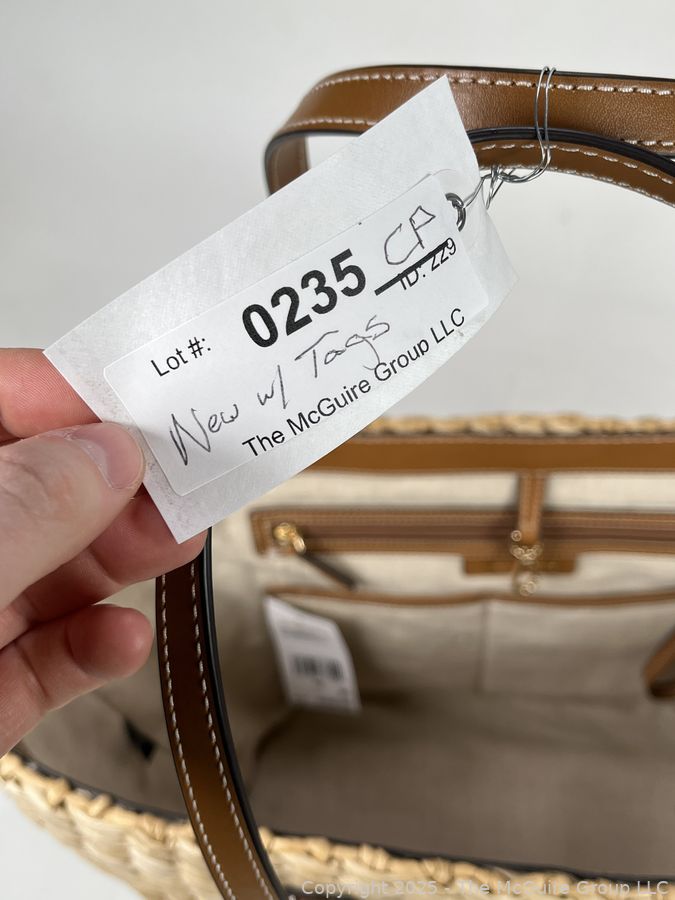 CP
Lot #: 0235 ID: 229
New w/ Tags
The McGuire Group LLC
Copyright 2025 - The McGuire Group LLC